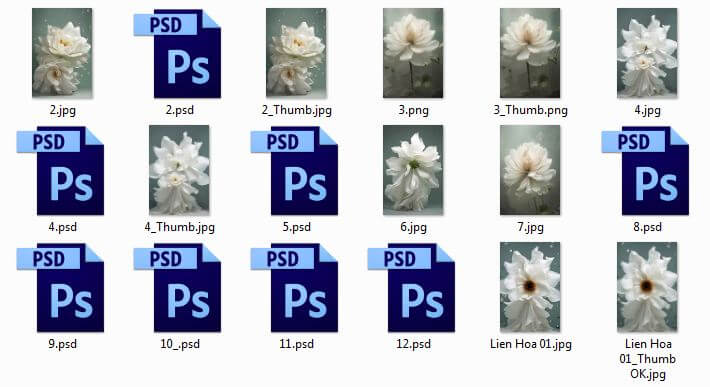 PSD
Ps
2.jpg
2.psd
2_Thumb.jpg
3.png
3_Thumb.png
4.jpg
PSD
Ps
PSD
Ps
PSD
Ps
4.psd
4_Thumb.jpg
5.psd
6.jpg
7.jpg
8.psd
PSD
Ps
PSD
Ps
PSD
Ps
PSD
Ps
9.psd
10_.psd
11.psd
12.psd
Lien Hoa 01.jpg
Lien Hoa
01_Thumb
OK.jpg